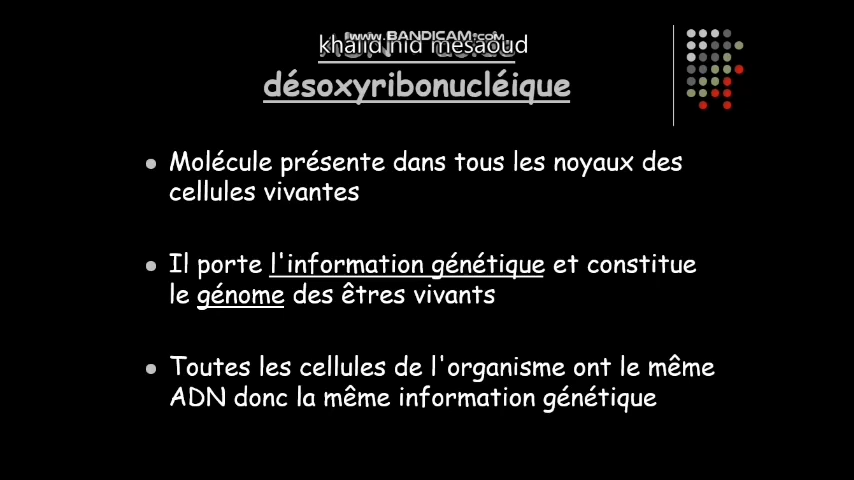 www.BANDICAM.com
khalid nid mesaoud
désoxyribonucléique
Molécule présente dans tous les noyaux des
cellules vivantes
Il porte l'information génétique et constitue
le génome des êtres vivants
Toutes les cellules de l'organisme ont le même
ADN donc la même information génétique